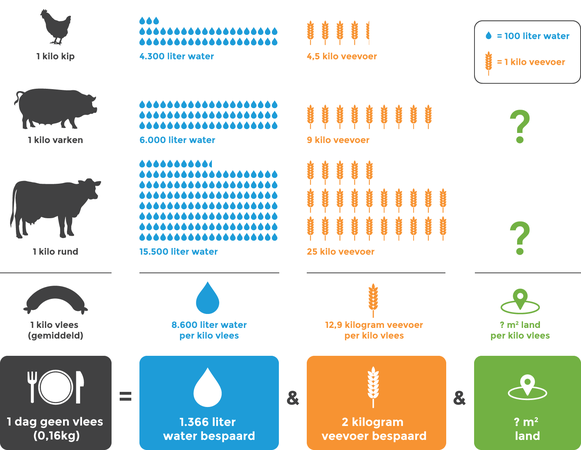 1 kilo kip
4.300 liter water
4,5 kilo veevoer
= 100 liter water
= 1 kilo veevoer
1 kilo varken
6.000 liter water
9 kilo veevoer
?
1 kilo rund
15.500 liter water
25 kilo veevoer
?
1 kilo vlees
(gemiddeld)
8.600 liter water
per kilo vlees
12,9 kilogram veevoer
per kilo vlees
? m² land
per kilo vlees
1 dag geen vlees
(0,16kg)
=
1.366 liter
water bespaard
&
2 kilogram
veevoer bespaard
&
? m²
land